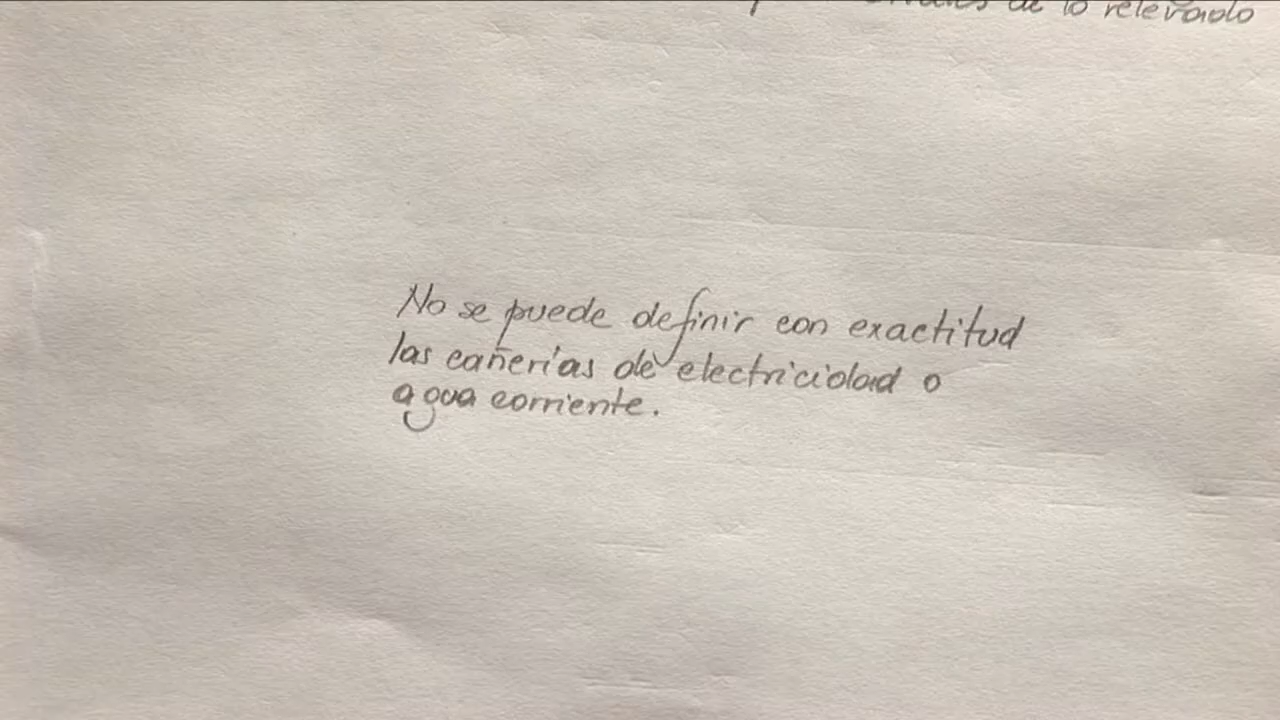 de lo relevado
No se puede definir con exactitud
las cañerías de electricidad o
agua corriente.